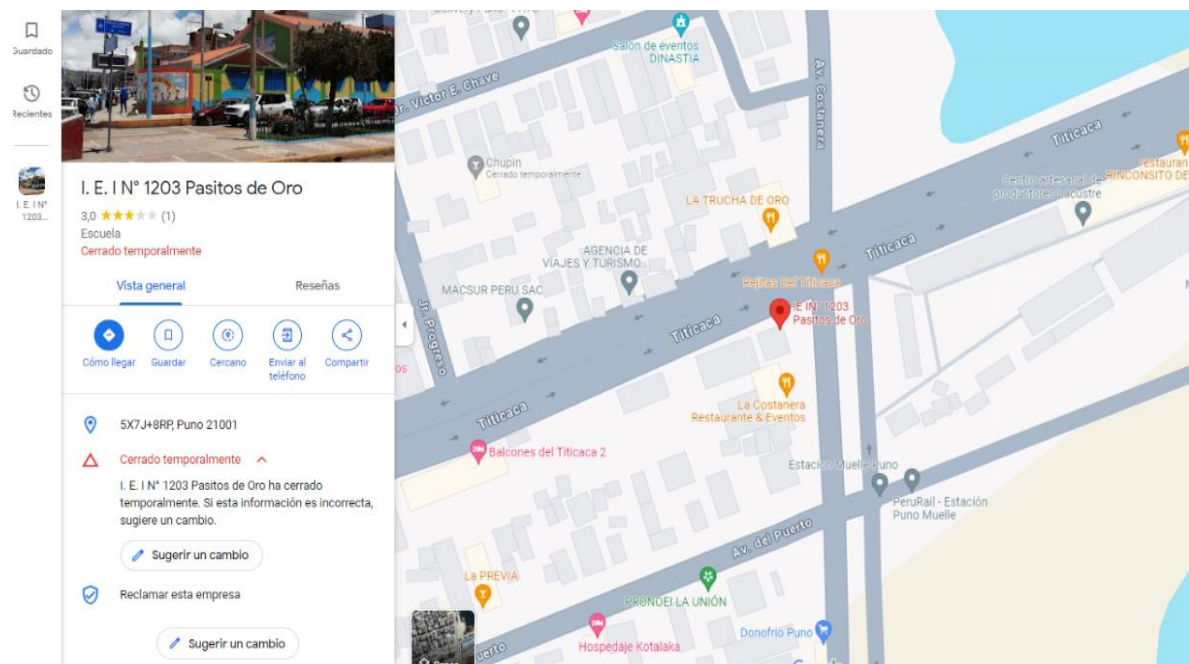 Guardado
Recientes
I. E. I N°
1203...
I. E. I N° 1203 Pasitos de Oro
3,0 (1)
Escuela
Cerrado temporalmente
Vista general
Reseñas
Cómo llegar
Guardar
Cercano
Enviar al
teléfono
Compartir
5X7J+8RP, Puno 21001
Cerrado temporalmente
I. E. I N° 1203 Pasitos de Oro ha cerrado
temporalmente. Si esta información es incorrecta,
sugiere un cambio.
Sugerir un cambio
Reclamar esta empresa
Sugerir un cambio
Salón de eventos
DINASTIA
Jr. Victor E. Chave
Av. Costanera
Titicaca
Chupin
Cerrado temporalmente
Centro artesanal de
productores lacustre
restauran
RINCONSITO DE
LA TRUCHA DE ORO
AGENCIA DE
VIAJES Y TURISMO...
Titicaca
Rejitas Del Titicaca
MACSUR PERU SAC
IE IN° 1203
Pasitos de Oro
Jr. Progreso
Titicaca
os
La Costanera
Restaurante & Eventos
Titicaca
Balcones del Titicaca 2
Estacion Muelle Puno
PeruRail - Estación
Puno Muelle
Av. del Puerto
La PREVIA
PRONOEI LA UNIÓN
Donofrio Puno
Hospedaje Kotalaka
uerto